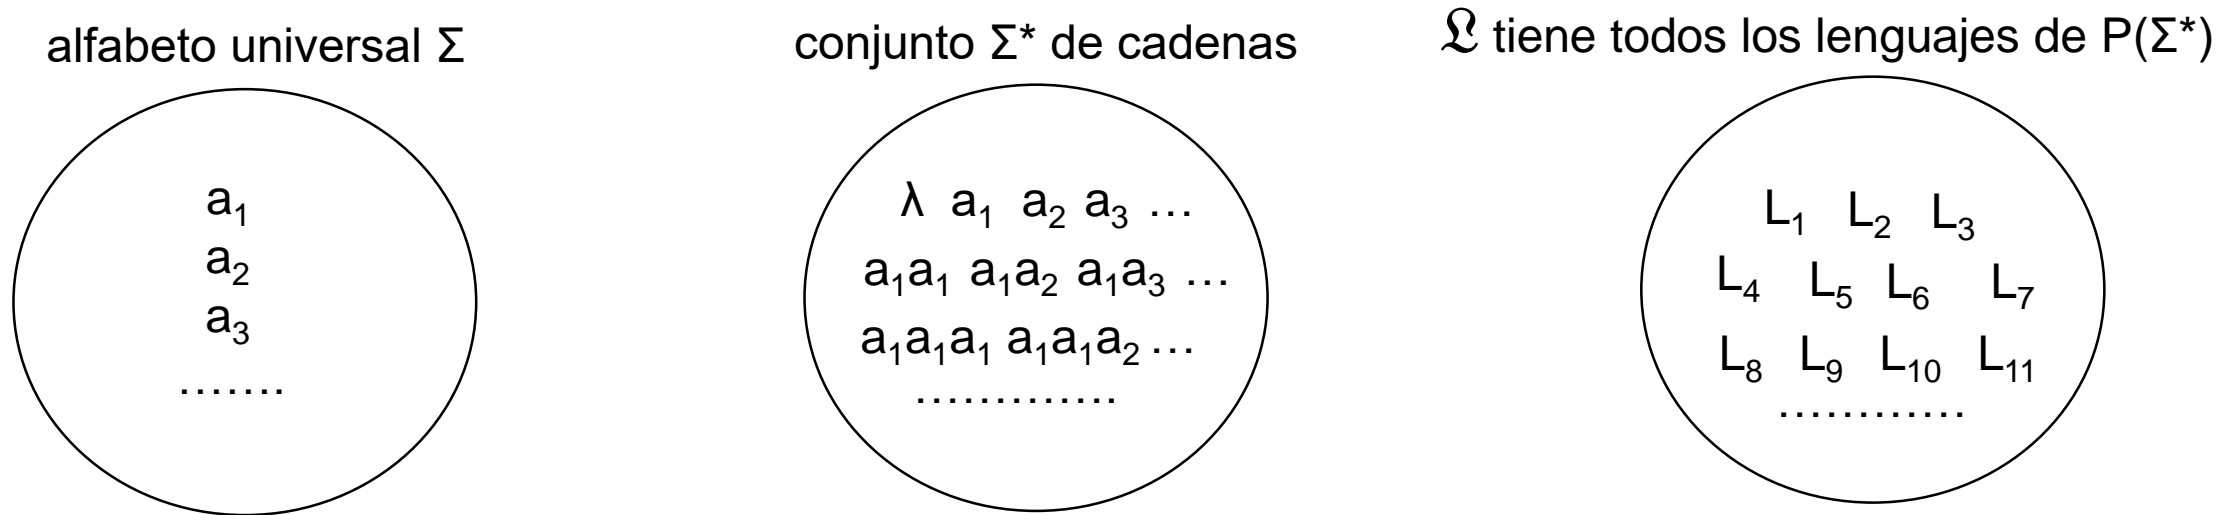 alfabeto universal Σ
a₁
a₂
a₃
.......
conjunto Σ* de cadenas
λ a₁ a₂ a₃ …
a₁a₁ a₁a₂ a₁a₃ …
a₁a₁a₁ a₁a₁a₂ …
.............
𝔏 tiene todos los lenguajes de P(Σ*)
L₁ L₂ L₃
L₄ L₅ L₆ L₇
L₈ L₉ L₁₀ L₁₁
............